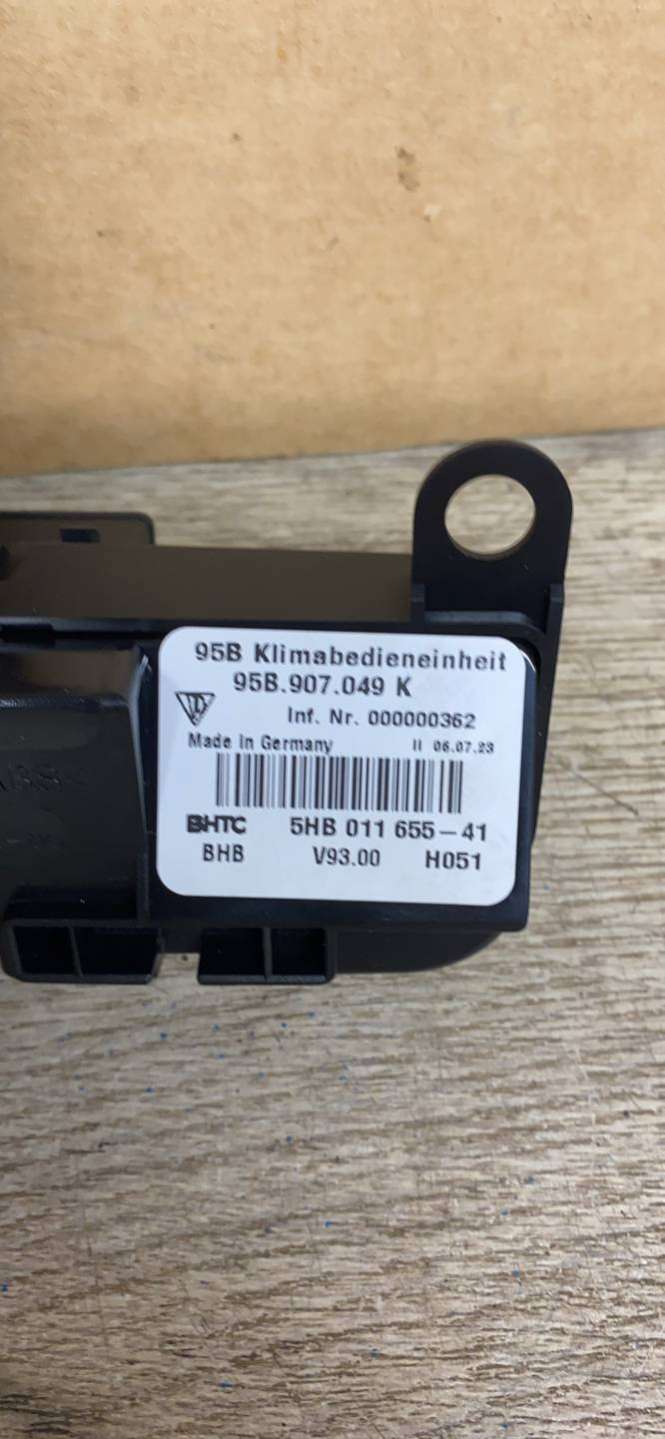 95B Klimabedieneinheit
95B.907.049 K
Inf. Nr. 000000362
Made in Germany II 06.07.23
BHTC 5HB 011 655-41
BHB V93.00 H051